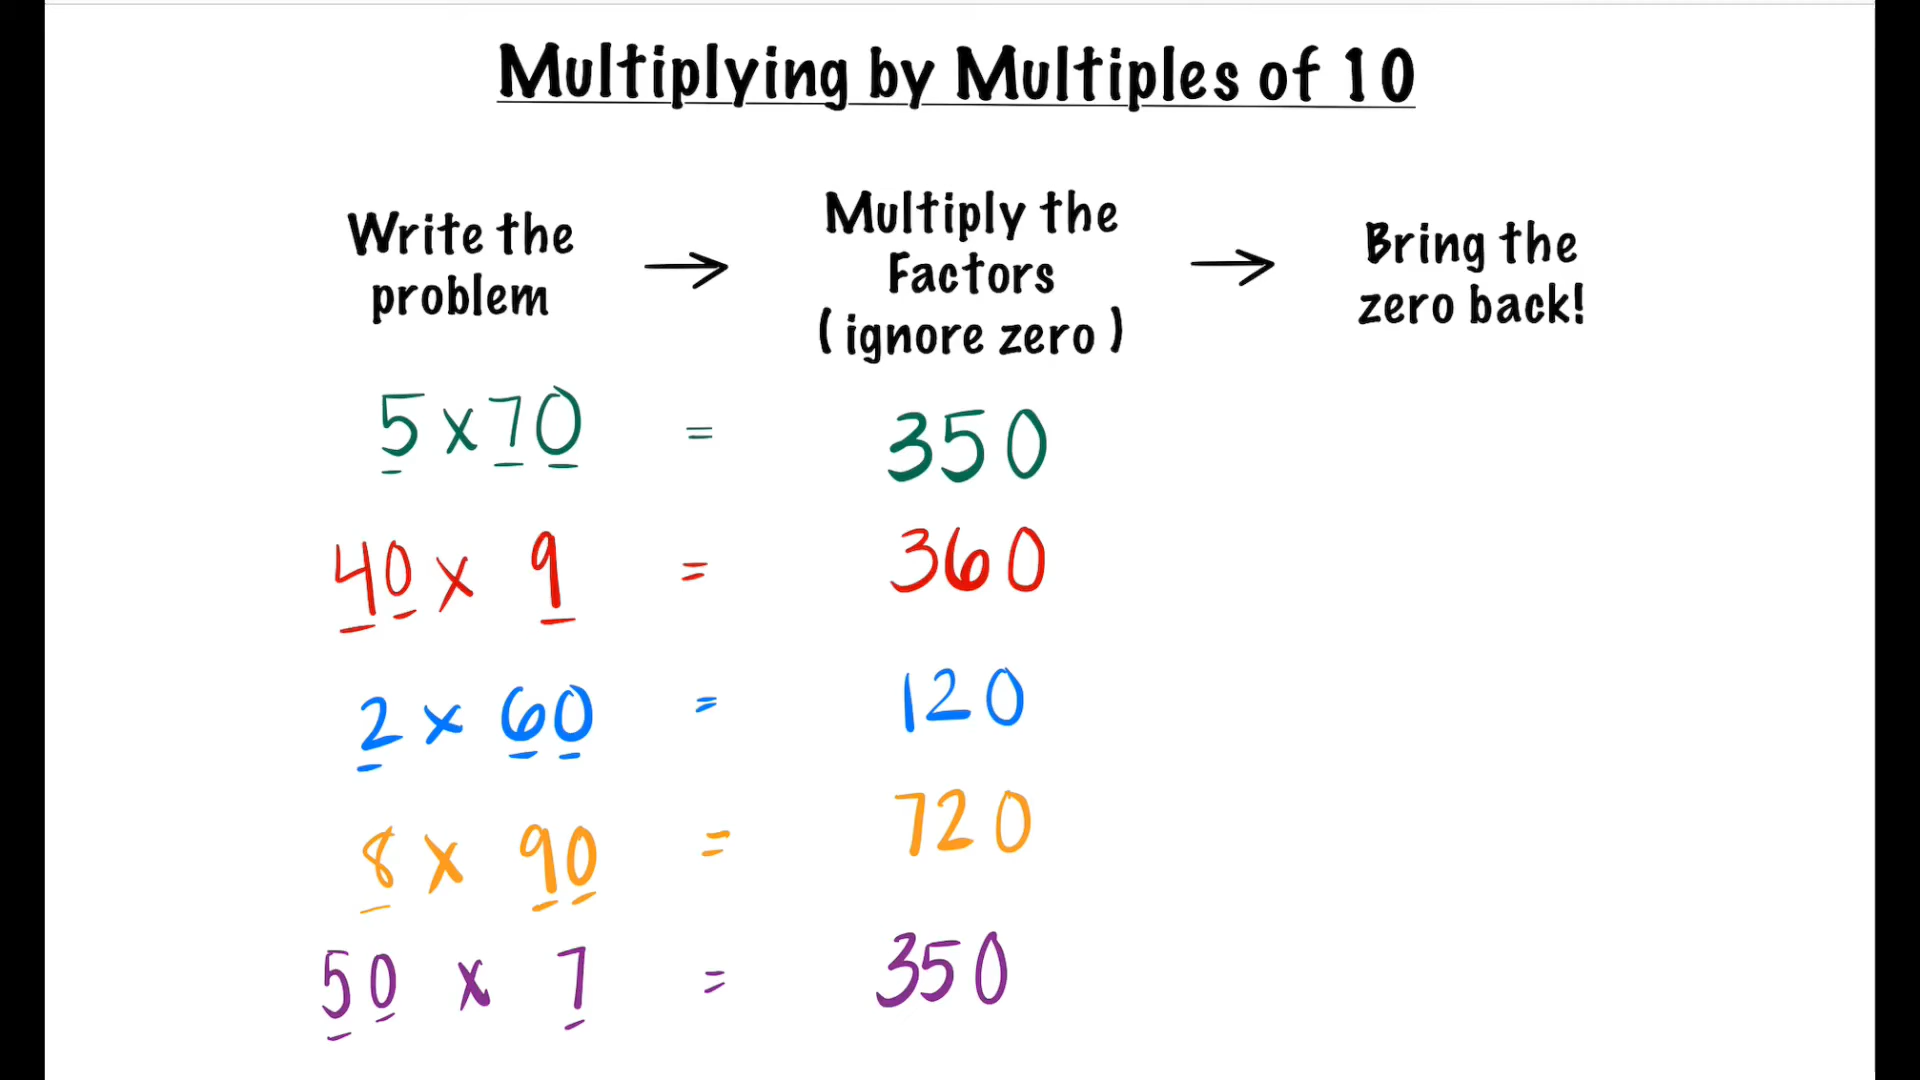 Multiplying by Multiples of 10
Write the
problem
→
Multiply the
Factors
(ignore zero)
→
Bring the
zero back!
5 x 70 = 350
40 x 9 = 360
2 x 60 = 120
8 x 90 = 720
50 x 7 = 350